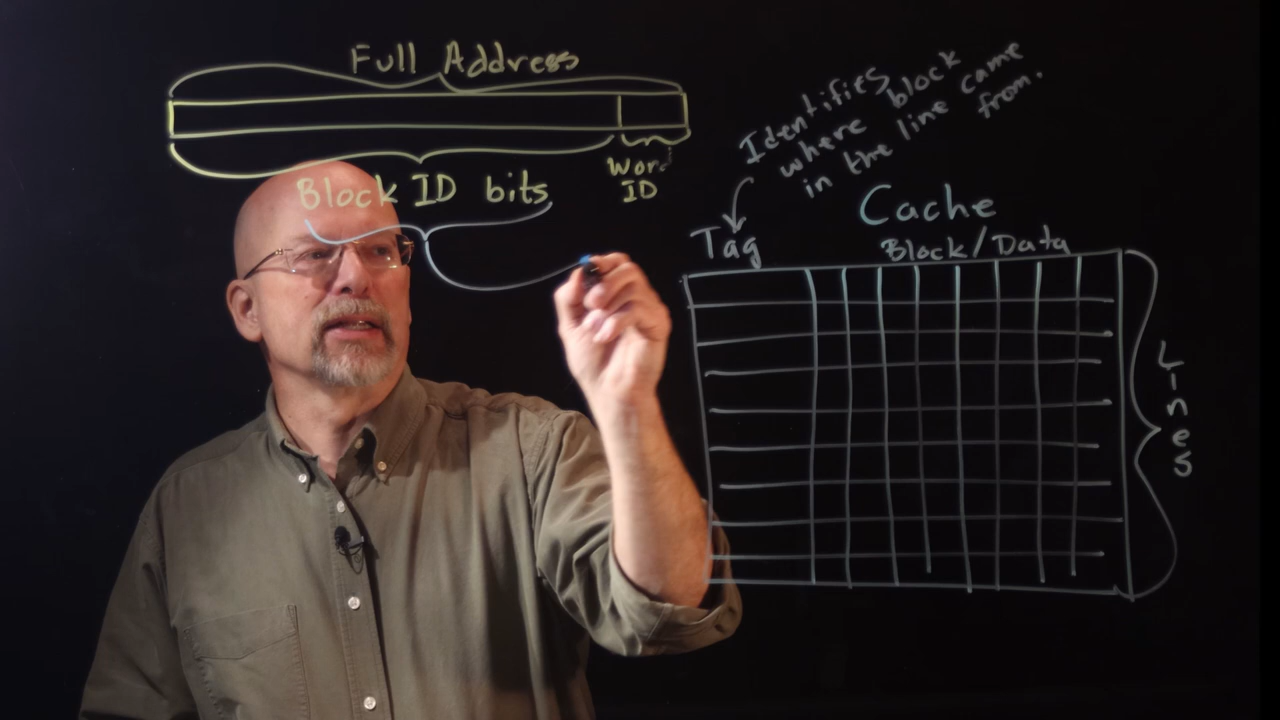 Full Address
Block ID bits
Word
ID
Identifies
where block
in the line came
from.
Tag
Cache
Block/Data
Lines